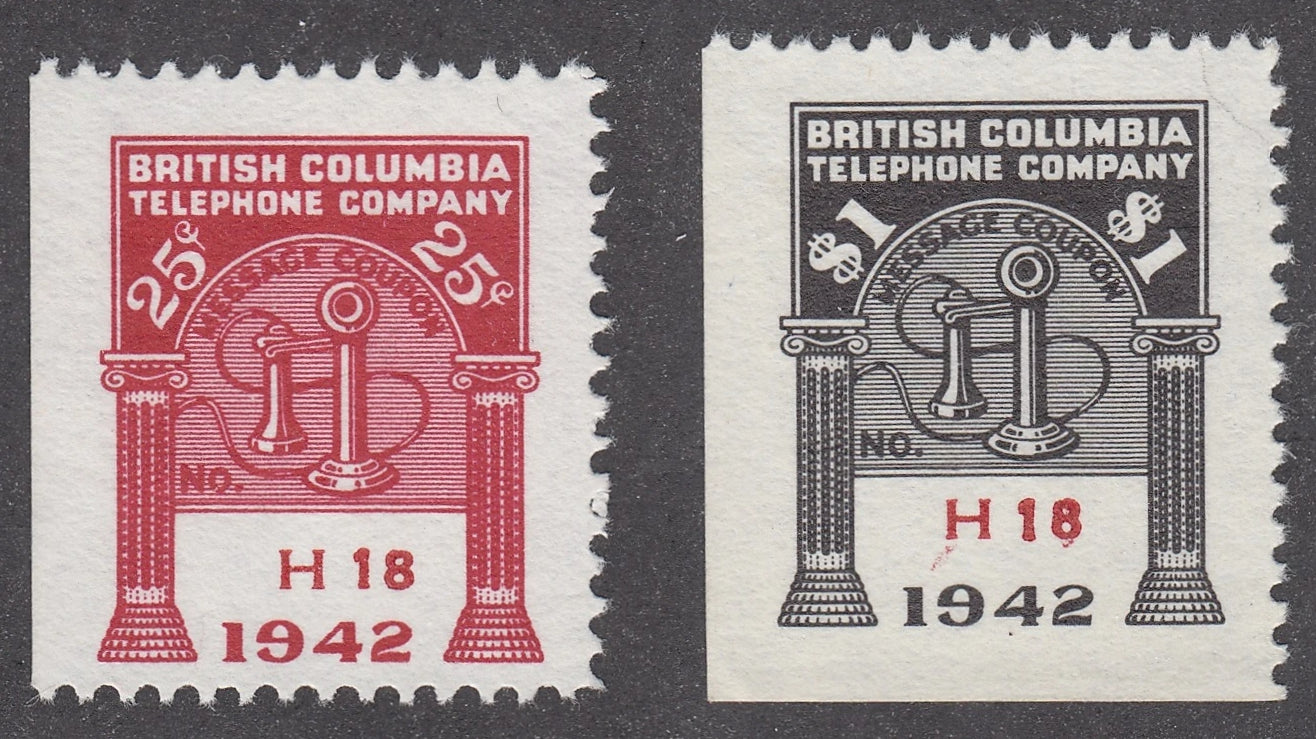 BRITISH COLUMBIA
TELEPHONE COMPANY
25¢ 25¢
MESSAGE COUPON
NO.
H 18
1942
BRITISH COLUMBIA
TELEPHONE COMPANY
$1 $1
MESSAGE COUPON
NO.
H 18
1942